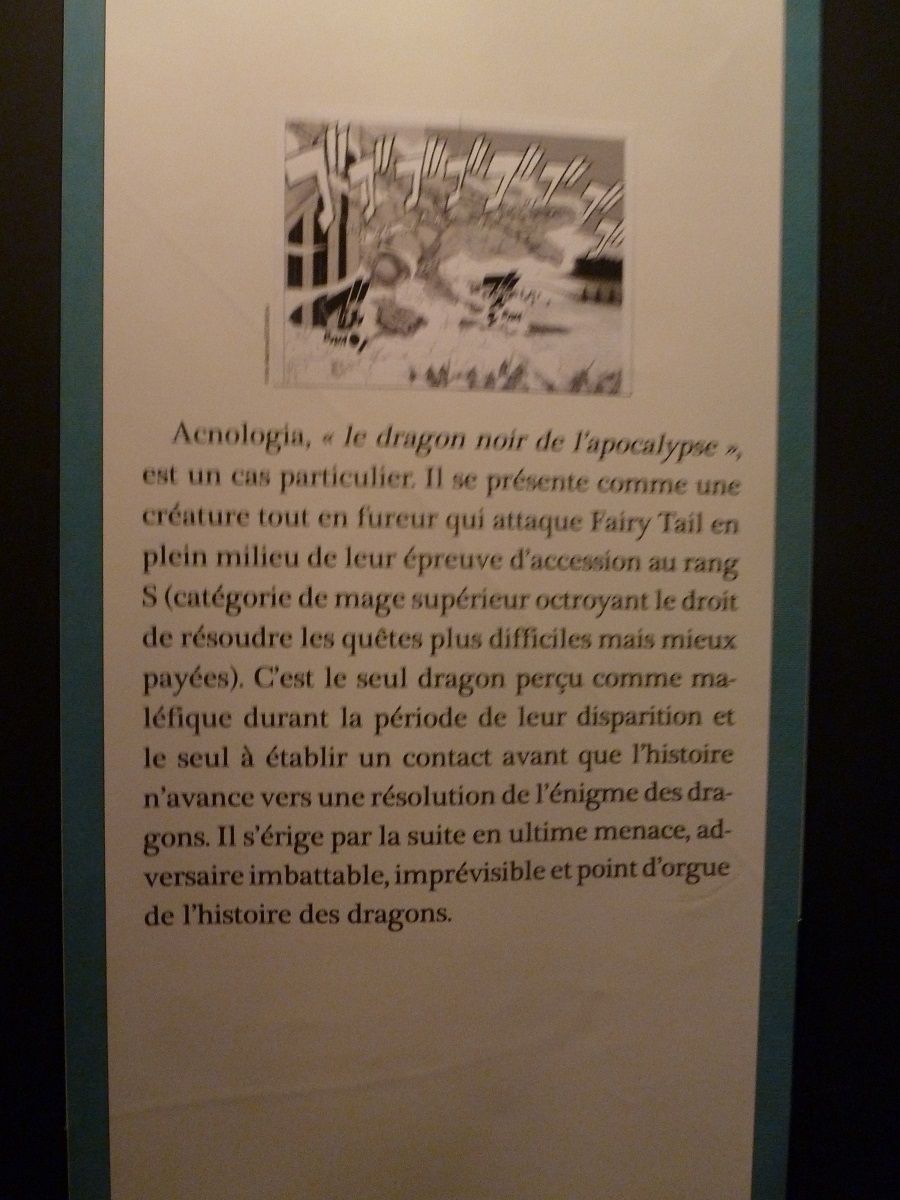 Acnologia, « le dragon noir de l'apocalypse »,
est un cas particulier. Il se présente comme une
créature tout en fureur qui attaque Fairy Tail en
plein milieu de leur épreuve d'accession au rang
S (catégorie de mage supérieur octroyant le droit
de résoudre les quêtes plus difficiles mais mieux
payées). C'est le seul dragon perçu comme ma-
léfique durant la période de leur disparition et
le seul à établir un contact avant que l'histoire
n'avance vers une résolution de l'énigme des dra-
gons. Il s'érige par la suite en ultime menace, ad-
versaire imbattable, imprévisible et point d'orgue
de l'histoire des dragons.